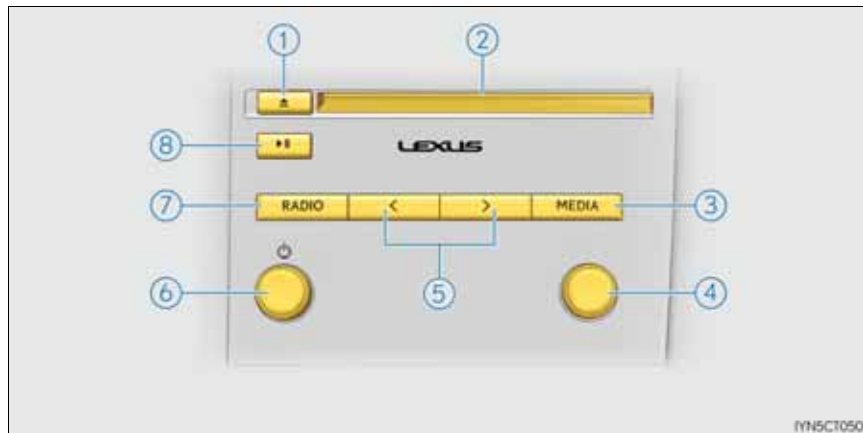 1 2
8 LEXUS
7 RADIO < > MEDIA 3
6 5 4
IYN5CT050